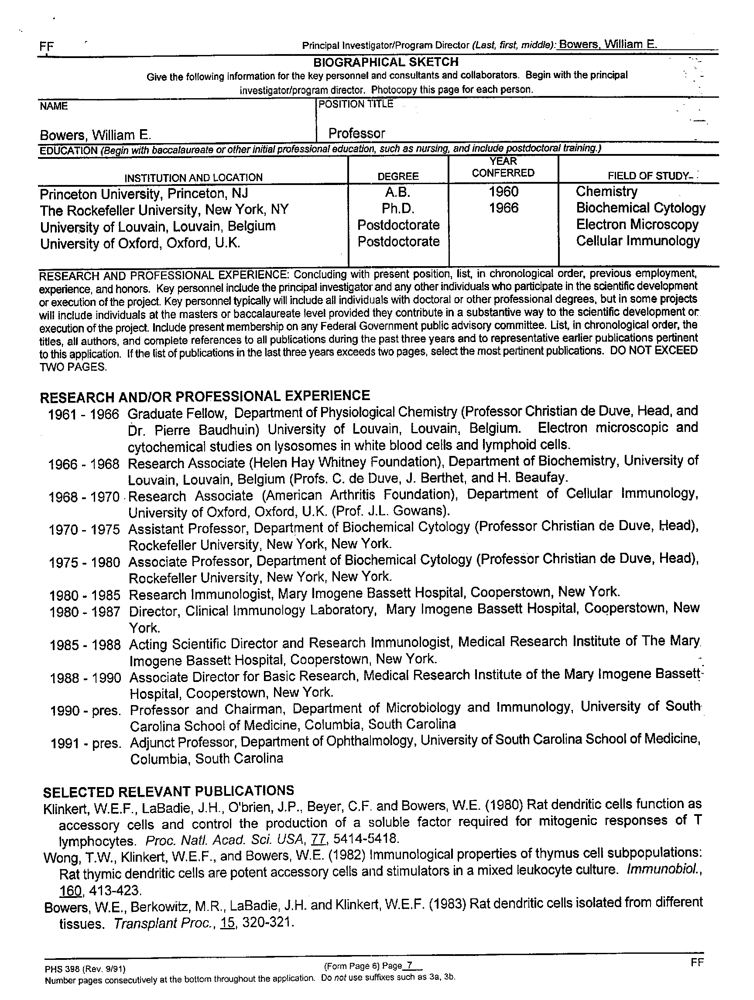 FF
Principal Investigator/Program Director (Last, first, middle): Bowers, William E.
BIOGRAPHICAL SKETCH
Give the following information for the key personnel and consultants and collaborators. Begin with the principal
investigator/program director. Photocopy this page for each person.
NAME
POSITION TITLE
Bowers, William E.
Professor
EDUCATION (Begin with baccalaureate or other initial professional education, such as nursing, and include postdoctoral training.)
INSTITUTION AND LOCATION
DEGREE
YEAR
CONFERRED
FIELD OF STUDY
Princeton University, Princeton, NJ A.B. 1960 Chemistry
The Rockefeller University, New York, NY Ph.D. 1966 Biochemical Cytology
University of Louvain, Louvain, Belgium Postdoctorate Electron Microscopy
University of Oxford, Oxford, U.K. Postdoctorate Cellular Immunology
RESEARCH AND PROFESSIONAL EXPERIENCE: Concluding with present position, list, in chronological order, previous employment,
experience, and honors. Key personnel include the principal investigator and any other individuals who participate in the scientific development
or execution of the project. Key personnel typically will include all individuals with doctoral or other professional degrees, but in some projects
will include individuals at the masters or baccalaureate level provided they contribute in a substantive way to the scientific development or
execution of the project. Include present membership on any Federal Government public advisory committee. List, in chronological order, the
titles, all authors, and complete references to all publications during the past three years and to representative earlier publications pertinent
to this application. If the list of publications in the last three years exceeds two pages, select the most pertinent publications. DO NOT EXCEED
TWO PAGES.
RESEARCH AND/OR PROFESSIONAL EXPERIENCE
1961 - 1966 Graduate Fellow, Department of Physiological Chemistry (Professor Christian de Duve, Head, and
Dr. Pierre Baudhuin) University of Louvain, Louvain, Belgium. Electron microscopic and
cytochemical studies on lysosomes in white blood cells and lymphoid cells.
1966 - 1968 Research Associate (Helen Hay Whitney Foundation), Department of Biochemistry, University of
Louvain, Louvain, Belgium (Profs. C. de Duve, J. Berthet, and H. Beaufay.
1968 - 1970 Research Associate (American Arthritis Foundation), Department of Cellular Immunology,
University of Oxford, Oxford, U.K. (Prof. J.L. Gowans).
1970 - 1975 Assistant Professor, Department of Biochemical Cytology (Professor Christian de Duve, Head),
Rockefeller University, New York, New York.
1975 - 1980 Associate Professor, Department of Biochemical Cytology (Professor Christian de Duve, Head),
Rockefeller University, New York, New York.
1980 - 1985 Research Immunologist, Mary Imogene Bassett Hospital, Cooperstown, New York.
1980 - 1987 Director, Clinical Immunology Laboratory, Mary Imogene Bassett Hospital, Cooperstown, New
York.
1985 - 1988 Acting Scientific Director and Research Immunologist, Medical Research Institute of The Mary
Imogene Bassett Hospital, Cooperstown, New York.
1988 - 1990 Associate Director for Basic Research, Medical Research Institute of the Mary Imogene Bassett
Hospital, Cooperstown, New York.
1990 - pres. Professor and Chairman, Department of Microbiology and Immunology, University of South
Carolina School of Medicine, Columbia, South Carolina
1991 - pres. Adjunct Professor, Department of Ophthalmology, University of South Carolina School of Medicine,
Columbia, South Carolina
SELECTED RELEVANT PUBLICATIONS
Klinkert, W.E.F., LaBadie, J.H., O'brien, J.P., Beyer, C.F. and Bowers, W.E. (1980) Rat dendritic cells function as
accessory cells and control the production of a soluble factor required for mitogenic responses of T
lymphocytes. Proc. Natl. Acad. Sci. USA, 77, 5414-5418.
Wong, T.W., Klinkert, W.E.F., and Bowers, W.E. (1982) Immunological properties of thymus cell subpopulations:
Rat thymic dendritic cells are potent accessory cells and stimulators in a mixed leukocyte culture. Immunobiol.,
160, 413-423.
Bowers, W.E., Berkowitz, M.R., LaBadie, J.H. and Klinkert, W.E.F. (1983) Rat dendritic cells isolated from different
tissues. Transplant Proc., 15, 320-321.
PHS 398 (Rev. 9/91)
(Form Page 6) Page 7
FF
Number pages consecutively at the bottom throughout the application. Do not use suffixes such as 3a, 3b.